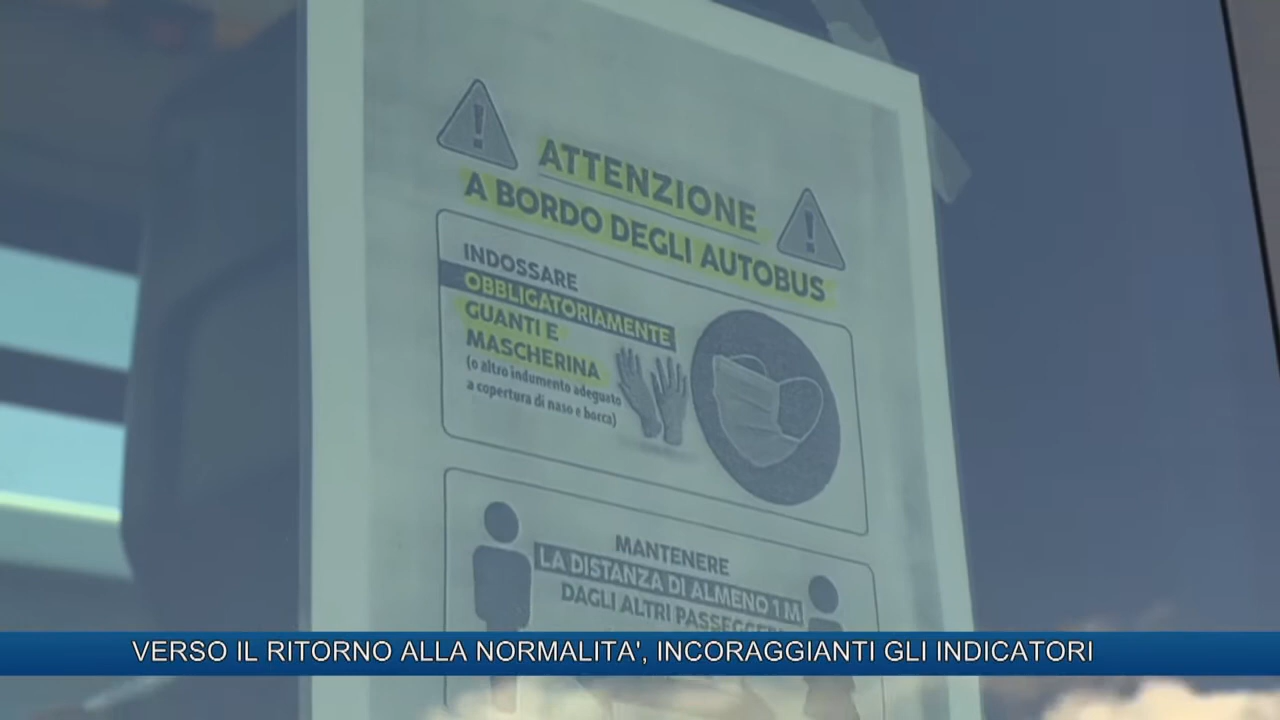 ATTENZIONE
A BORDO DEGLI AUTOBUS
INDOSSARE
OBBLIGATORIAMENTE
GUANTI E
MASCHERINA
(o altro indumento adeguato
a copertura di naso e bocca)
MANTENERE
LA DISTANZA DI ALMENO 1 M
DAGLI ALTRI
VERSO IL RITORNO ALLA NORMALITA', INCORAGGIANTI GLI INDICATORI